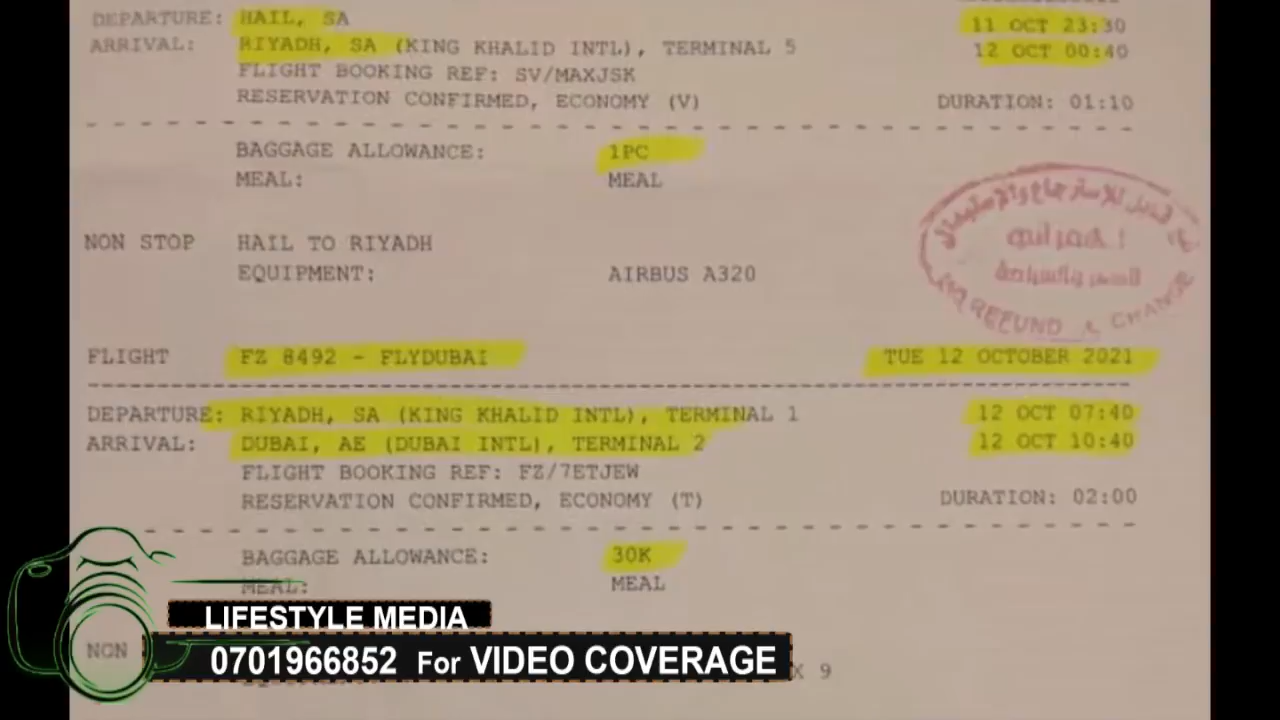 DEPARTURE: HAIL, SA 11 OCT 23:30
ARRIVAL: RIYADH, SA (KING KHALID INTL), TERMINAL 5 12 OCT 00:40
FLIGHT BOOKING REF: SV/MAXJSK
RESERVATION CONFIRMED, ECONOMY (V) DURATION: 01:10
BAGGAGE ALLOWANCE: 1PC
MEAL: MEAL
NON STOP HAIL TO RIYADH
EQUIPMENT: AIRBUS A320
NO REFUND & CHANGE
FLIGHT FZ 8492 - FLYDUBAI TUE 12 OCTOBER 2021
DEPARTURE: RIYADH, SA (KING KHALID INTL), TERMINAL 1 12 OCT 07:40
ARRIVAL: DUBAI, AE (DUBAI INTL), TERMINAL 2 12 OCT 10:40
FLIGHT BOOKING REF: FZ/7ETJEW
RESERVATION CONFIRMED, ECONOMY (T) DURATION: 02:00
BAGGAGE ALLOWANCE: 30K
MEAL: MEAL
LIFESTYLE MEDIA
NON
0701966852 For VIDEO COVERAGE
X 9